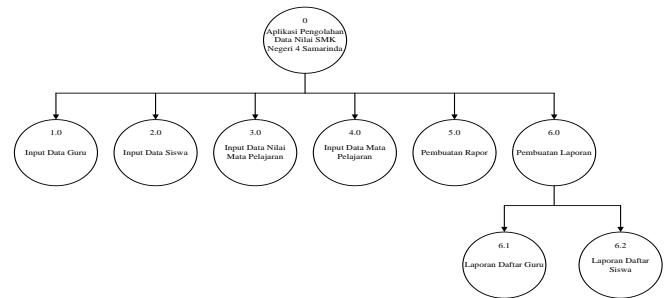 0
Aplikasi Pengolahan
Data Nilai SMK
Negeri 4 Samarinda
1.0
Input Data Guru
2.0
Input Data Siswa
3.0
Input Data Nilai
Mata Pelajaran
4.0
Input Data Mata
Pelajaran
5.0
Pembuatan Rapor
6.0
Pembuatan Laporan
6.1
Laporan Daftar Guru
6.2
Laporan Daftar
Siswa